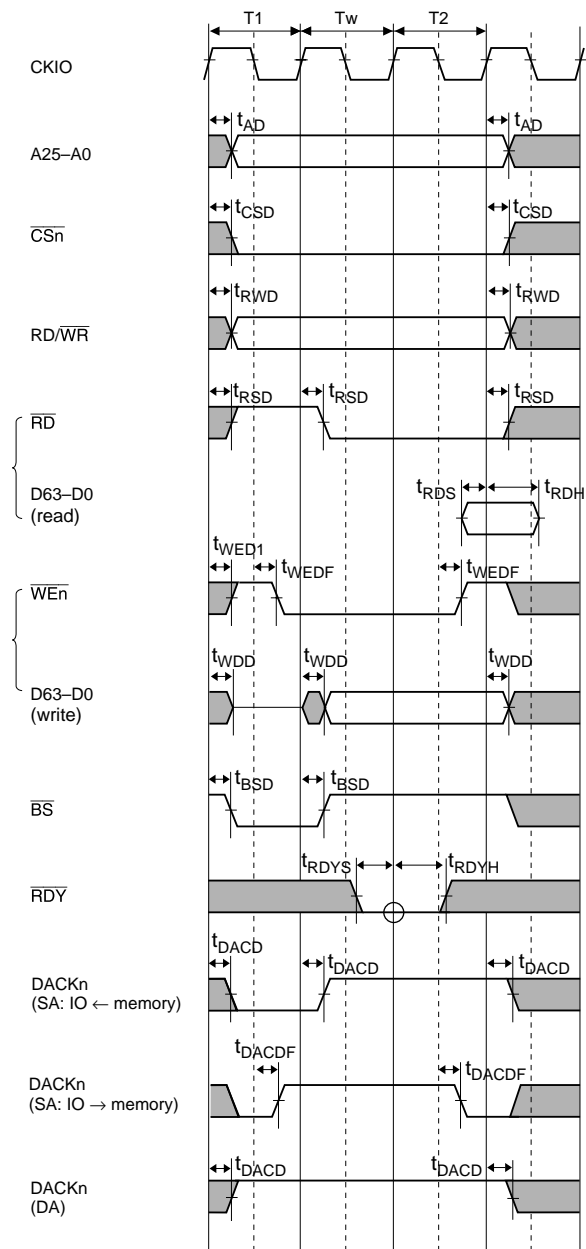 T1 Tw T2
CKIO
tAD tAD
A25–A0
tCSD tCSD
CSn
tRWD tRWD
RD/WR
tRSD tRSD tRSD
RD
tRDS tRDH
D63–D0
(read)
tWED1 tWEDF tWEDF
WEn
tWDD tWDD tWDD
D63–D0
(write)
tBSD tBSD
BS
tRDYS tRDYH
RDY
tDACD tDACD tDACD
DACKn
(SA: IO ← memory)
tDACDF tDACDF
DACKn
(SA: IO → memory)
tDACD tDACD
DACKn
(DA)